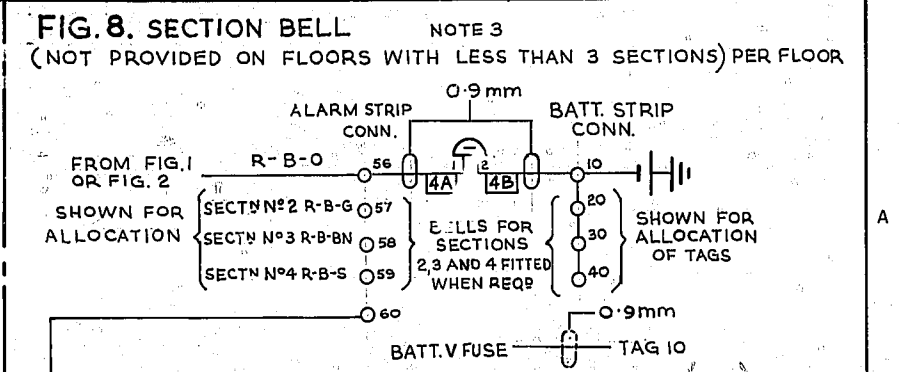 FIG. 8. SECTION BELL NOTE 3
(NOT PROVIDED ON FLOORS WITH LESS THAN 3 SECTIONS) PER FLOOR
0·9mm
ALARM STRIP CONN.
BATT. STRIP CONN.
FROM FIG.1 OR FIG. 2
R-B-O
56
4A
1
2
4B
10
SHOWN FOR ALLOCATION
SECTN Nº2 R-B-G 57
SECTN Nº3 R-B-BN 58
SECTN Nº4 R-B-S 59
60
FOR
SECTIONS
2,3 AND 4 FITTED
WHEN REQD
20
30
40
SHOWN FOR
ALLOCATION
OF TAGS
0·9mm
BATT. V FUSE
TAG 10
A